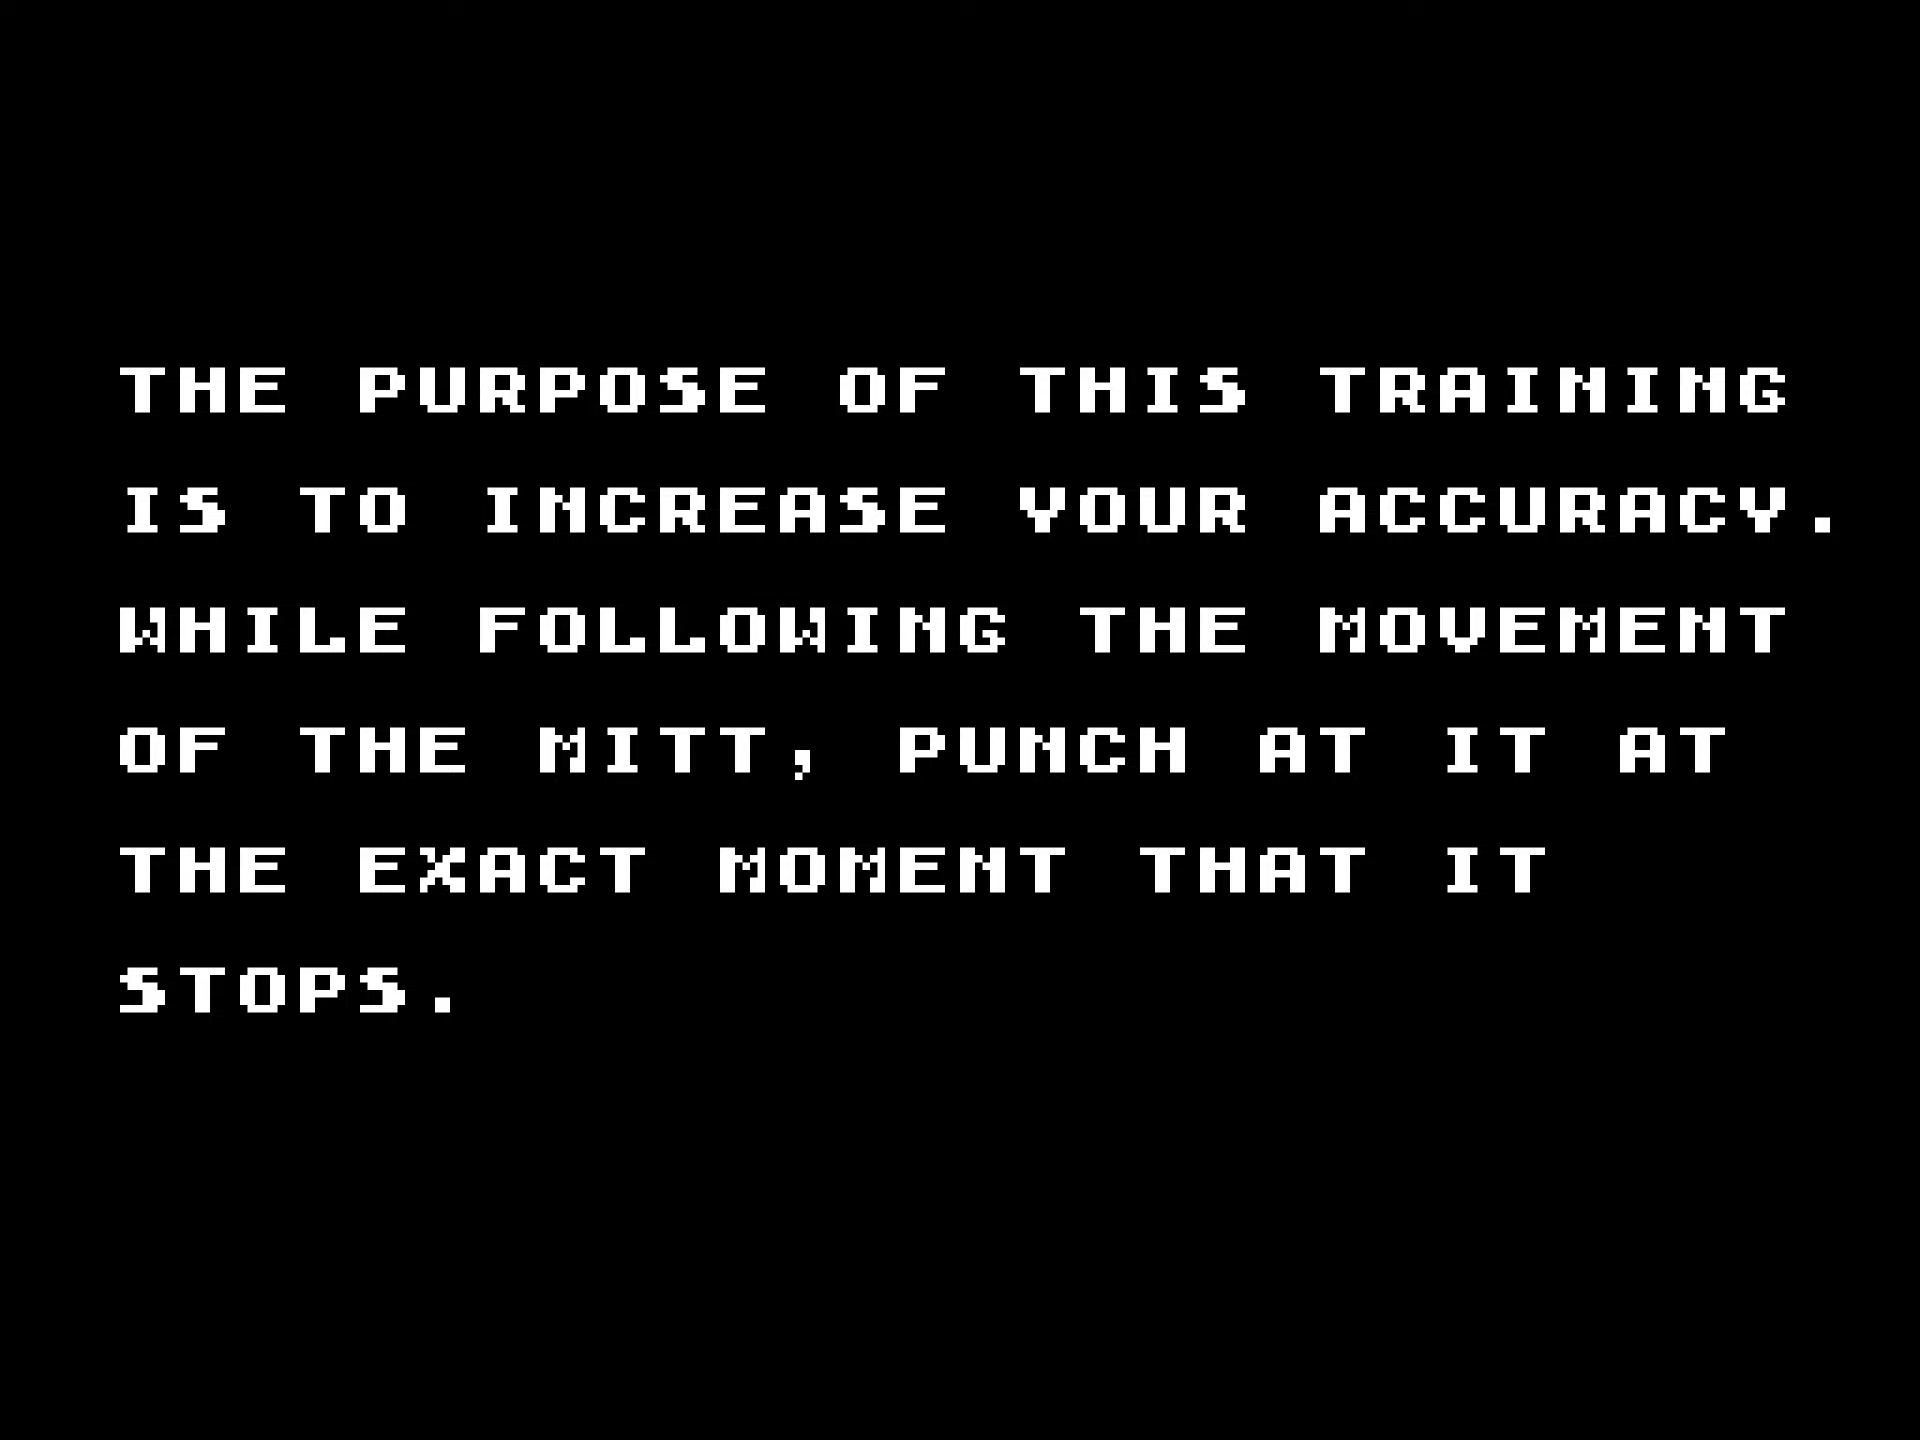 THE PURPOSE OF THIS TRAINING
IS TO INCREASE YOUR ACCURACY.
WHILE FOLLOWING THE MOVEMENT
OF THE MITT, PUNCH AT IT AT
THE EXACT MOMENT THAT IT
STOPS.